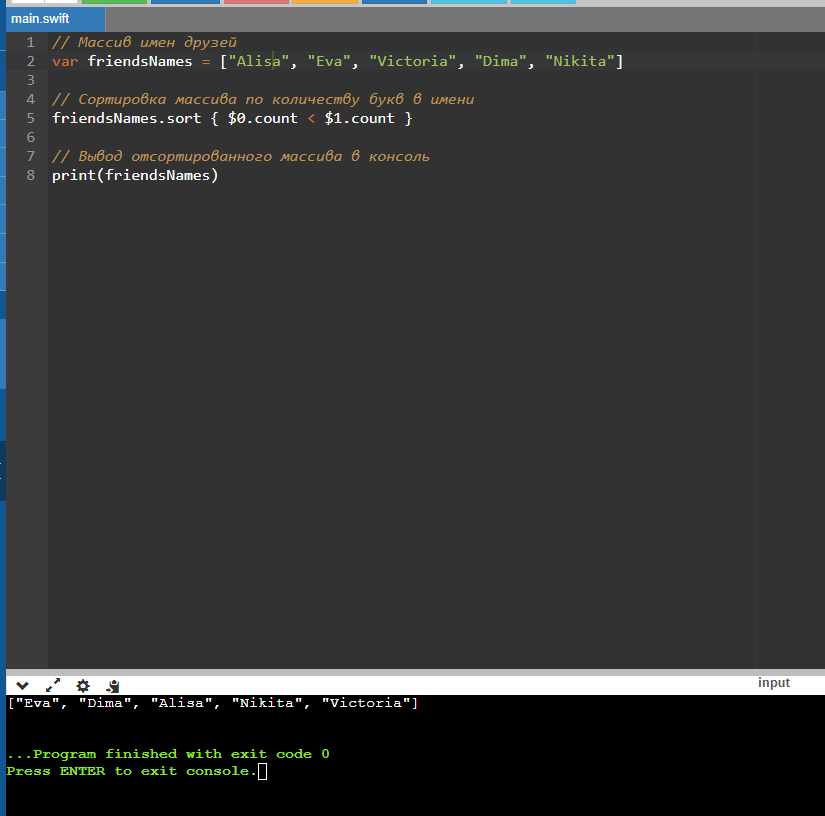 main.swift
1 // Массив имен друзей
2 var friendsNames = ["Alisa", "Eva", "Victoria", "Dima", "Nikita"]
3
4 // Сортировка массива по количеству букв в имени
5 friendsNames.sort { $0.count < $1.count }
6
7 // Вывод отсортированного массива в консоль
8 print(friendsNames)
input
["Eva", "Dima", "Alisa", "Nikita", "Victoria"]
...Program finished with exit code 0
Press ENTER to exit console.